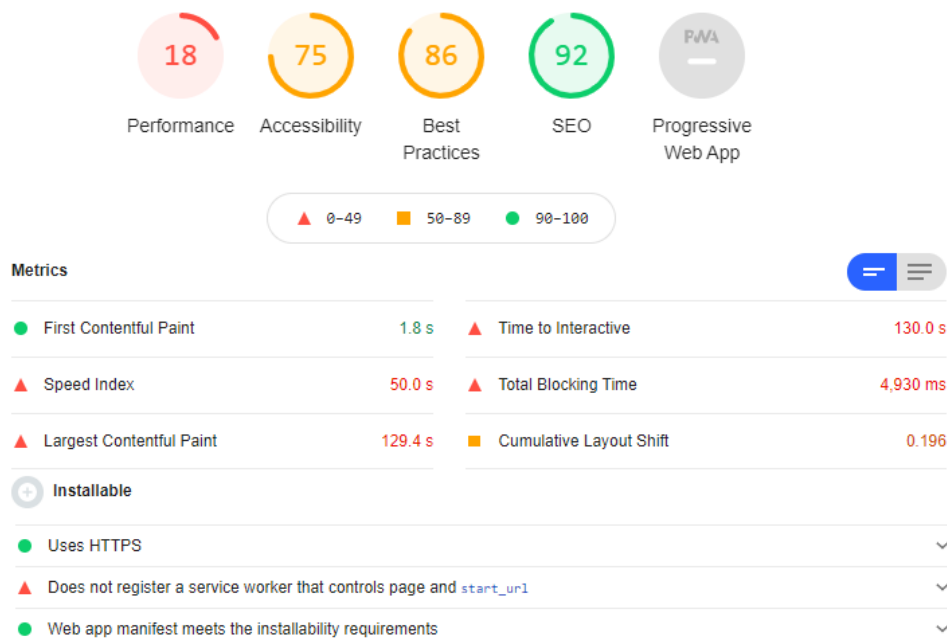 18 75 86 92 PWA
Performance Accessibility Best Practices SEO Progressive Web App
0–49 50–89 90–100
Metrics
First Contentful Paint 1.8 s
Time to Interactive 130.0 s
Speed Index 50.0 s
Total Blocking Time 4,930 ms
Largest Contentful Paint 129.4 s
Cumulative Layout Shift 0.196
Installable
Uses HTTPS
Does not register a service worker that controls page and start_url
Web app manifest meets the installability requirements